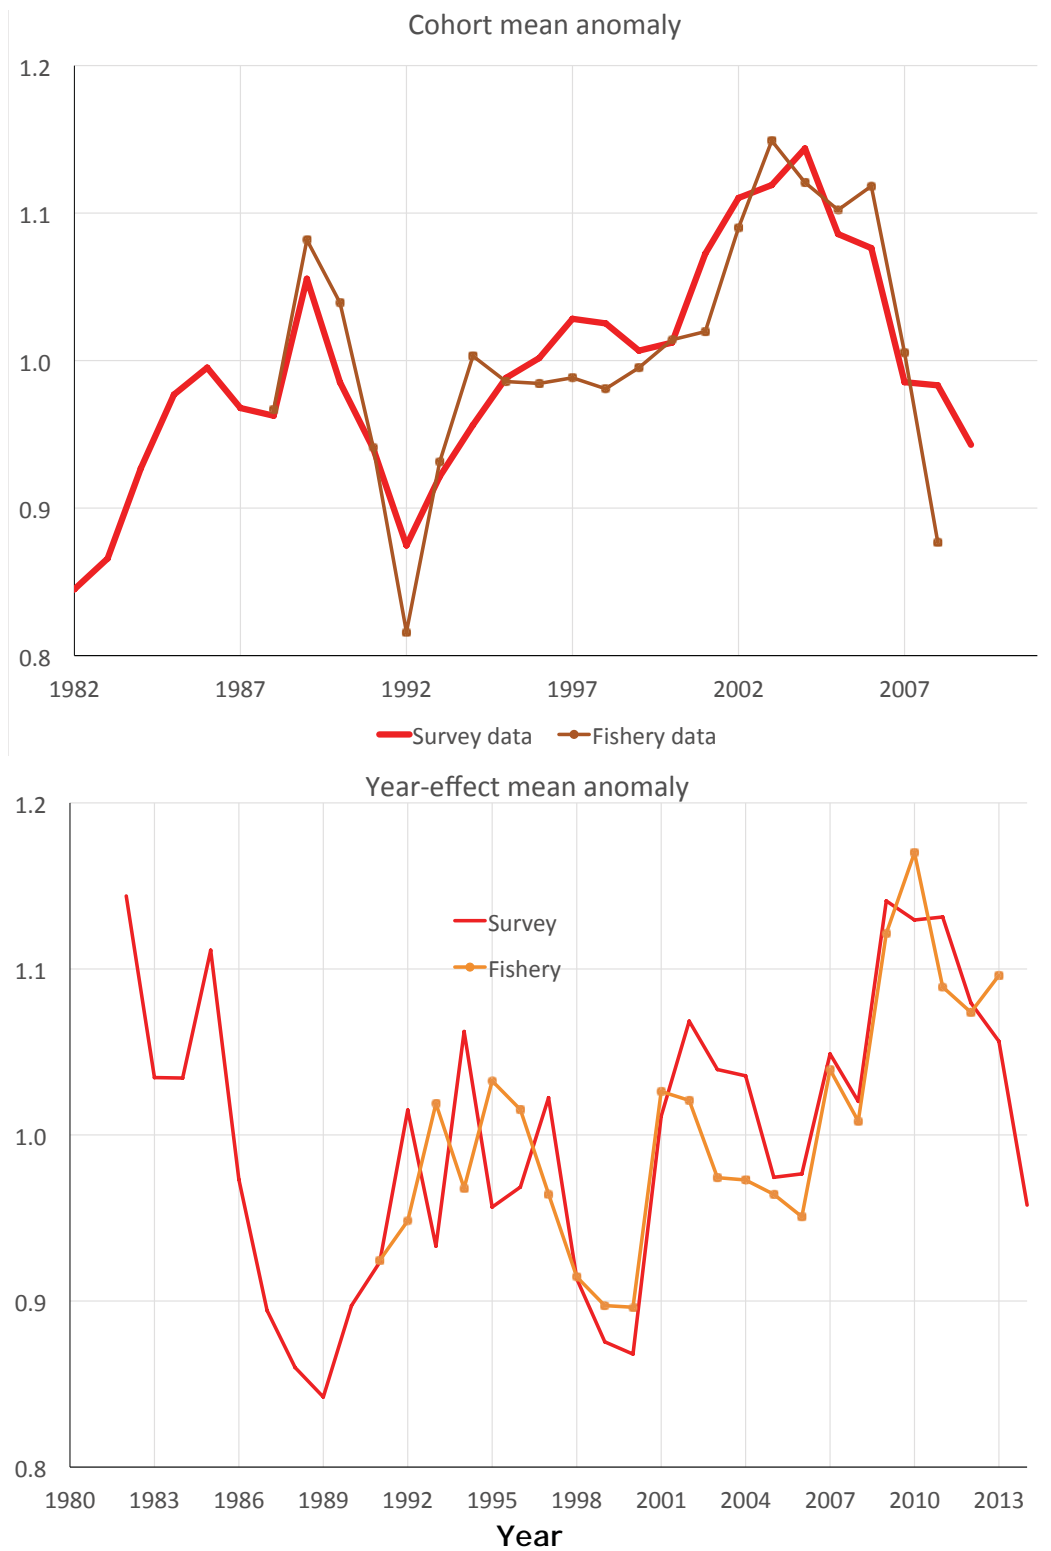 Cohort mean anomaly
1.2
1.1
1.0
0.9
0.8
1982 1987 1992 1997 2002 2007
Survey data Fishery data
Year-effect mean anomaly
1.2
Survey
Fishery
1.1
1.0
0.9
0.8
1980 1983 1986 1989 1992 1995 1998 2001 2004 2007 2010 2013
Year